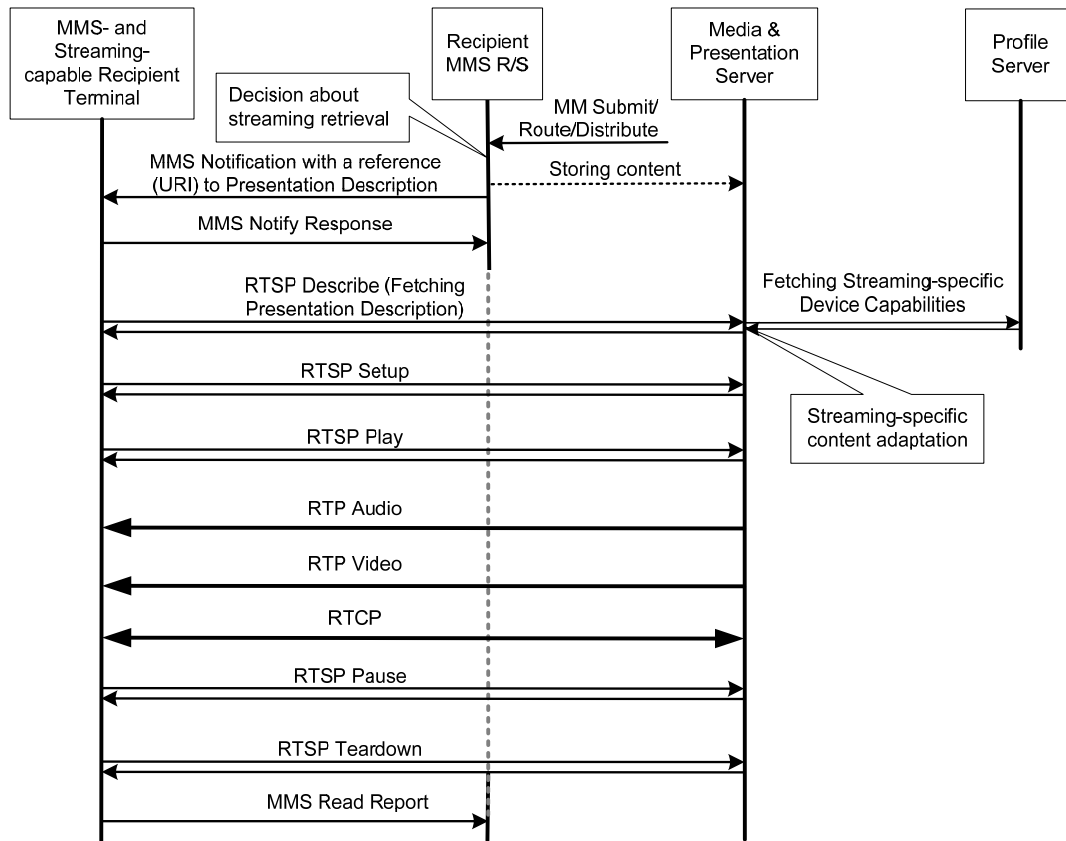 MMS- and
Streaming-
capable Recipient
Terminal
Recipient
MMS R/S
Media &
Presentation
Server
Profile
Server
Decision about
streaming retrieval
MM Submit/
Route/Distribute
MMS Notification with a reference
(URI) to Presentation Description
Storing content
MMS Notify Response
RTSP Describe (Fetching
Presentation Description)
Fetching Streaming-specific
Device Capabilities
RTSP Setup
Streaming-specific
content adaptation
RTSP Play
RTP Audio
RTP Video
RTCP
RTSP Pause
RTSP Teardown
MMS Read Report